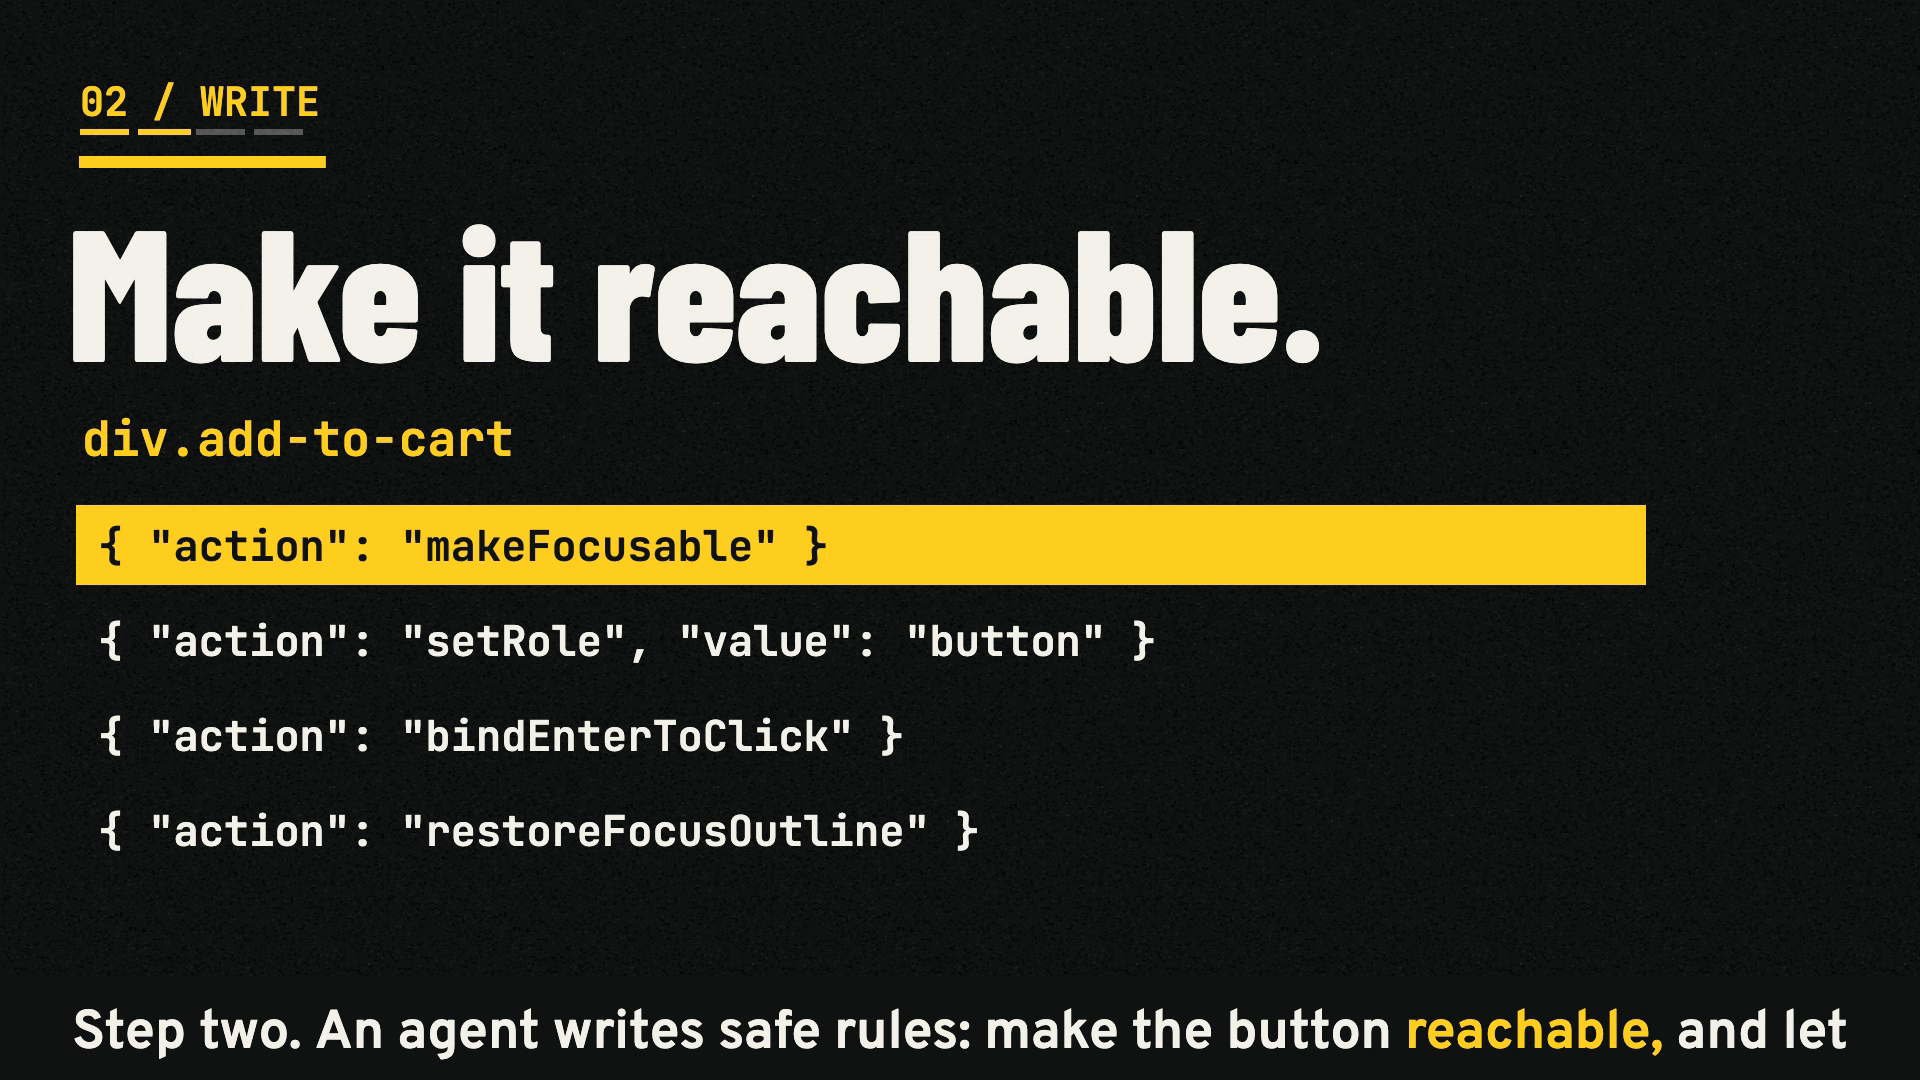 02 / WRITE
Make it reachable.
div.add-to-cart
{ "action": "makeFocusable" }
{ "action": "setRole", "value": "button" }
{ "action": "bindEnterToClick" }
{ "action": "restoreFocusOutline" }
Step two. An agent writes safe rules: make the button reachable, and let